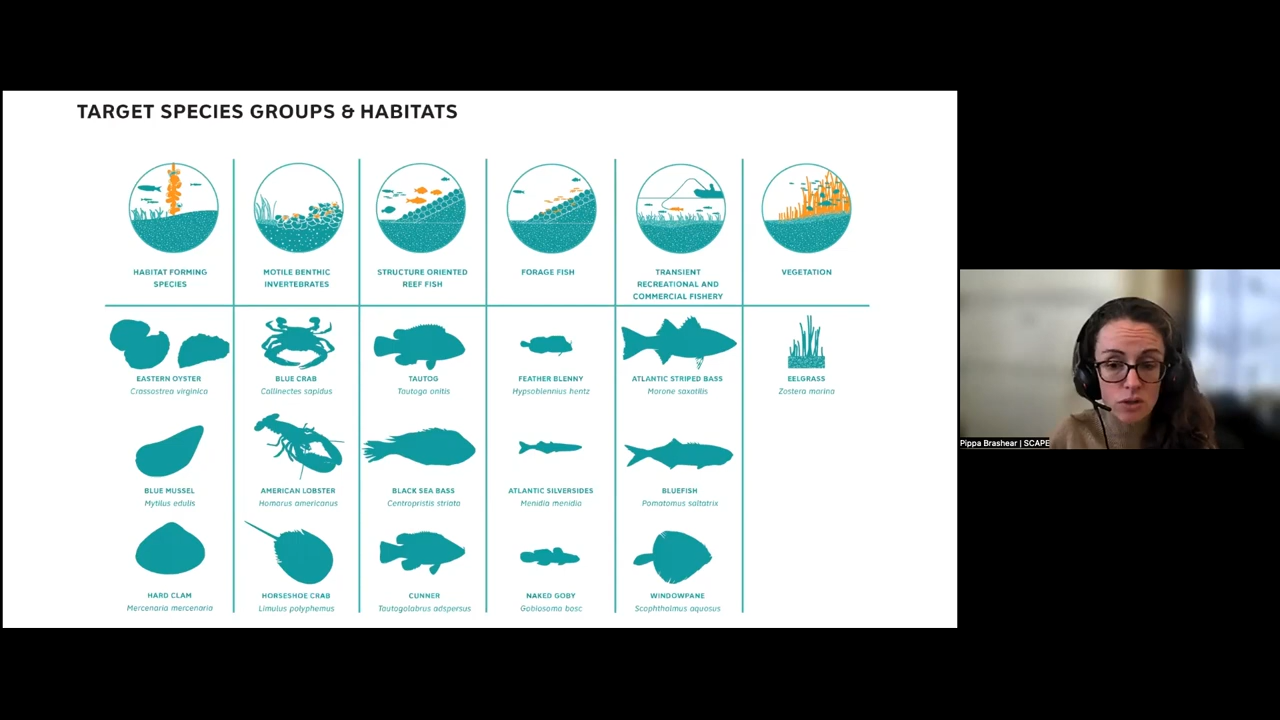 TARGET SPECIES GROUPS & HABITATS
HABITAT FORMING
SPECIES
MOTILE BENTHIC
INVERTEBRATES
STRUCTURE ORIENTED
REEF FISH
FORAGE FISH
TRANSIENT
RECREATIONAL AND
COMMERCIAL FISHERY
VEGETATION
EASTERN OYSTER
Crassostrea virginica
BLUE CRAB
Callinectes sapidus
TAUTOG
Tautoga onitis
FEATHER BLENNY
Hypsoblennius hentz
ATLANTIC STRIPED BASS
Morone saxatilis
EELGRASS
Zostera marina
BLUE MUSSEL
Mytilus edulis
AMERICAN LOBSTER
Homarus americanus
BLACK SEA BASS
Centropristis striata
ATLANTIC SILVERSIDES
Menidia menidia
BLUEFISH
Pomatomus saltatrix
HARD CLAM
Mercenaria mercenaria
HORSESHOE CRAB
Limulus polyphemus
CUNNER
Tautogolabrus adspersus
NAKED GOBY
Gobiosoma bosc
WINDOWPANE
Scophthalmus aquosus
Pippa Brashear | SCAPE